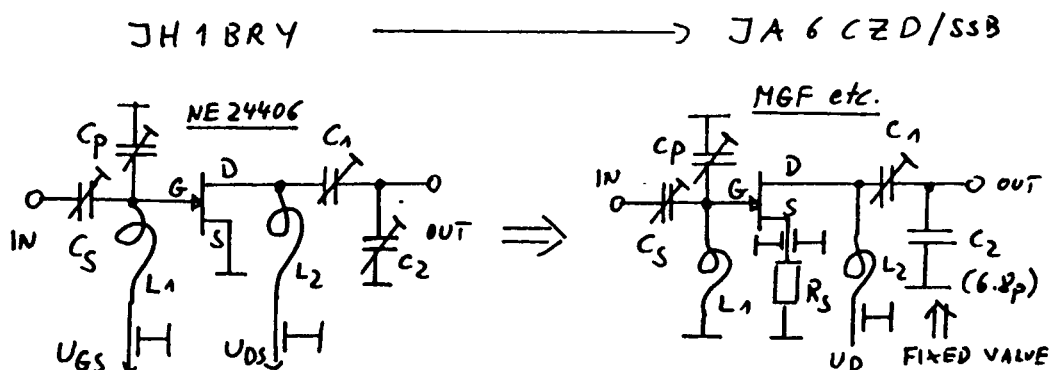 JH1BRY → JA6CZD/SSB
NE24406
MGF etc.
Cp
C1
D
G
IN
CS
S
L1
L2
C2
OUT
UGS
UDS
Cp
C1
D
IN
G
OUT
CS
S
L1
RS
L2
C2
(6.8p)
UD
FIXED VALUE